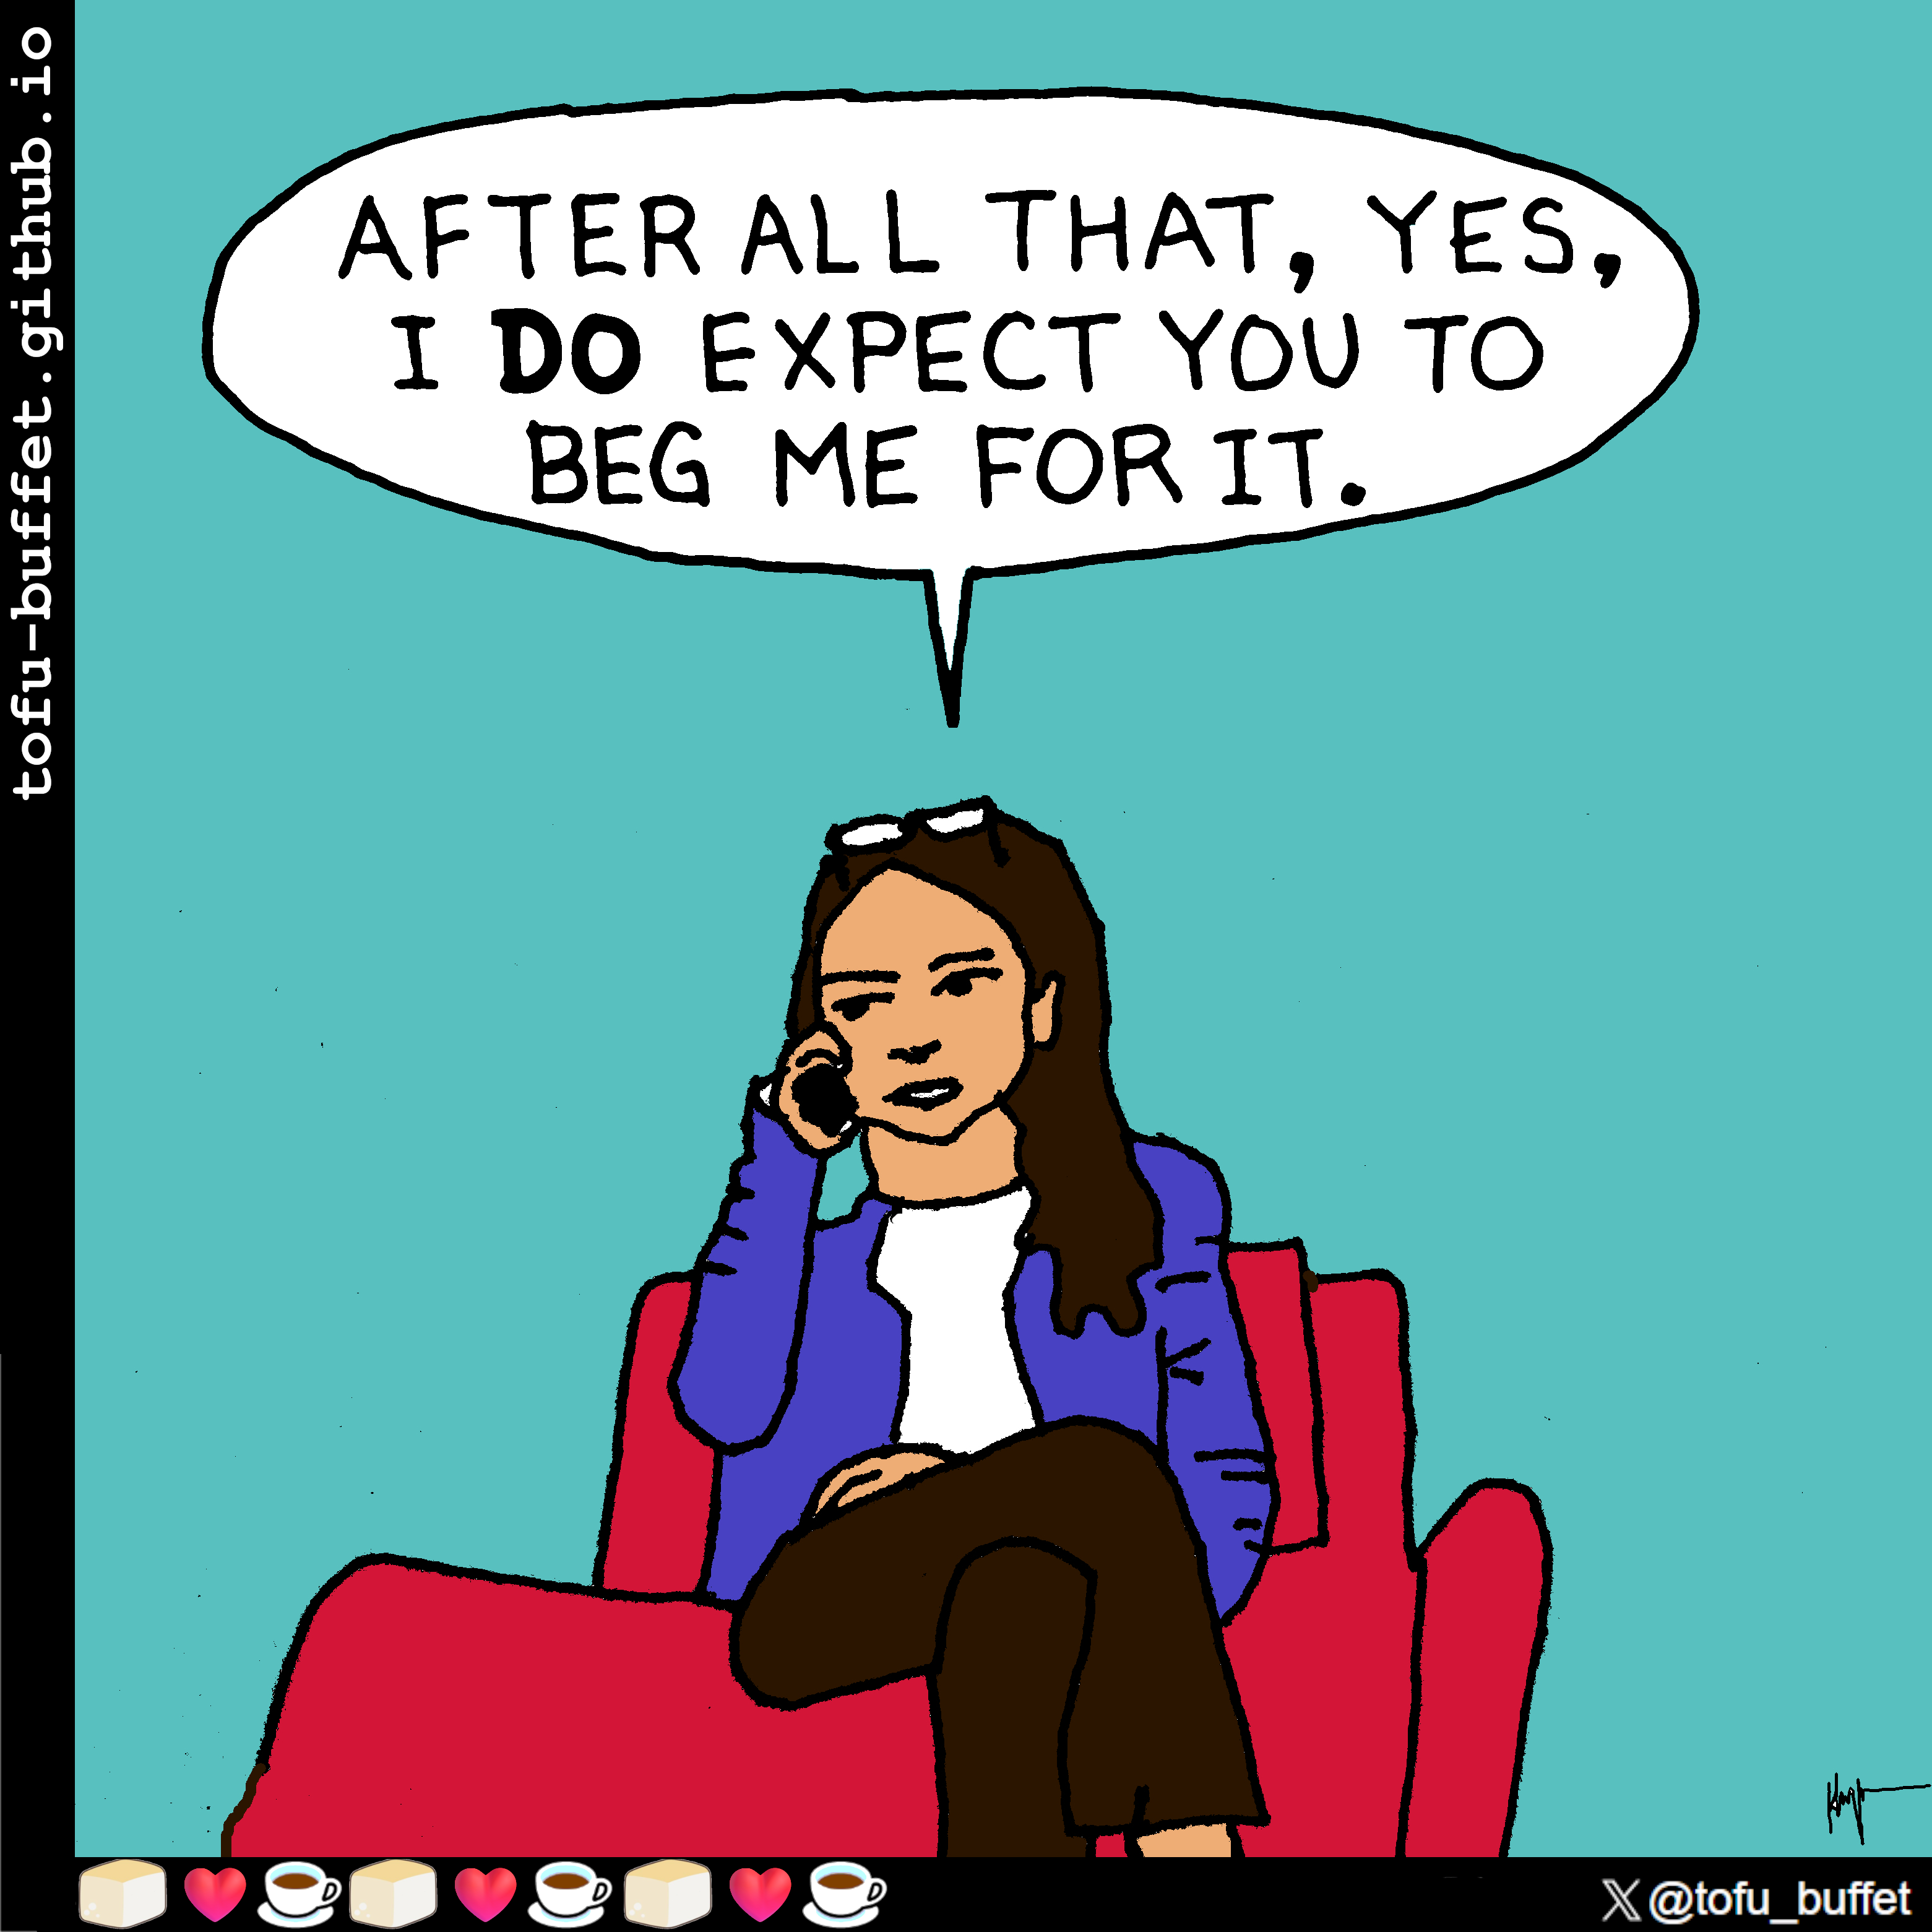 tofu-buffet.github.io
AFTER ALL THAT, YES,
I DO EXPECT YOU TO
BEG ME FOR IT.
X @tofu_buffet